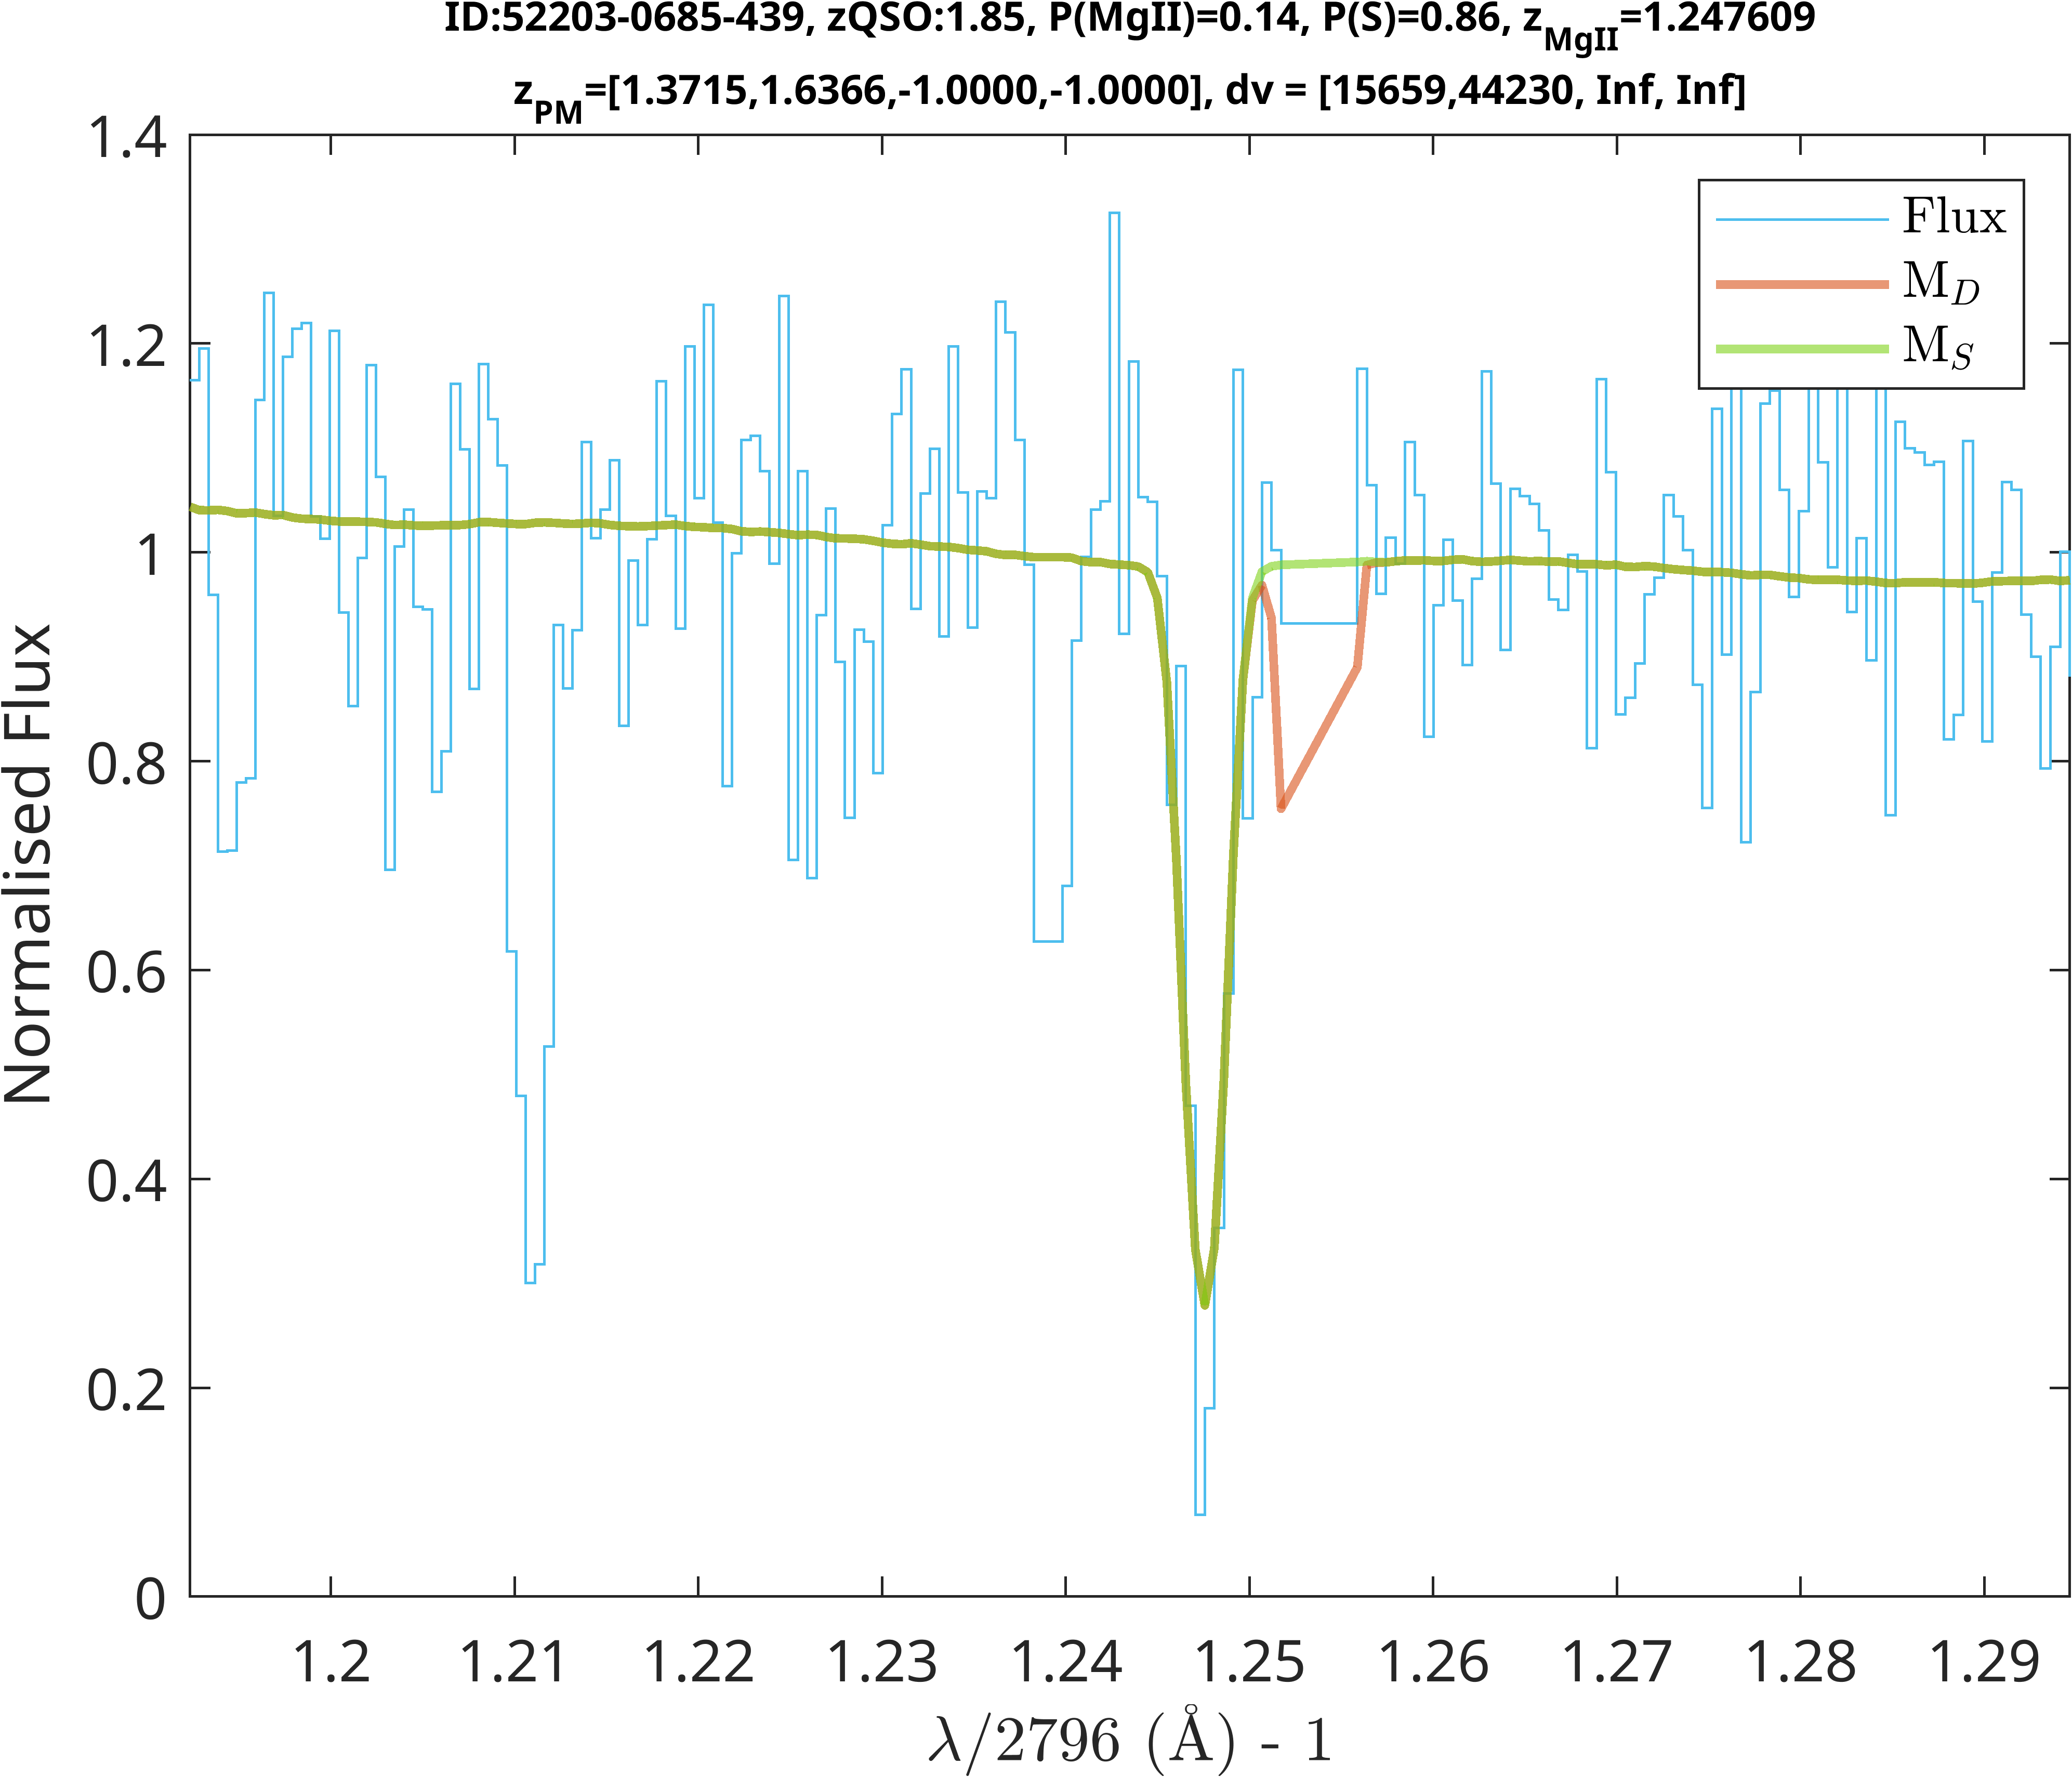 ID:52203-0685-439, zQSO:1.85, P(MgII)=0.14, P(S)=0.86, zMgII=1.247609
zPM=[1.3715,1.6366,-1.0000,-1.0000], dv = [15659,44230, Inf, Inf]
1.4
1.2
1
0.8
0.6
0.4
0.2
0
Normalised Flux
Flux
MD
MS
1.2 1.21 1.22 1.23 1.24 1.25 1.26 1.27 1.28 1.29
λ/2796 (Å) - 1